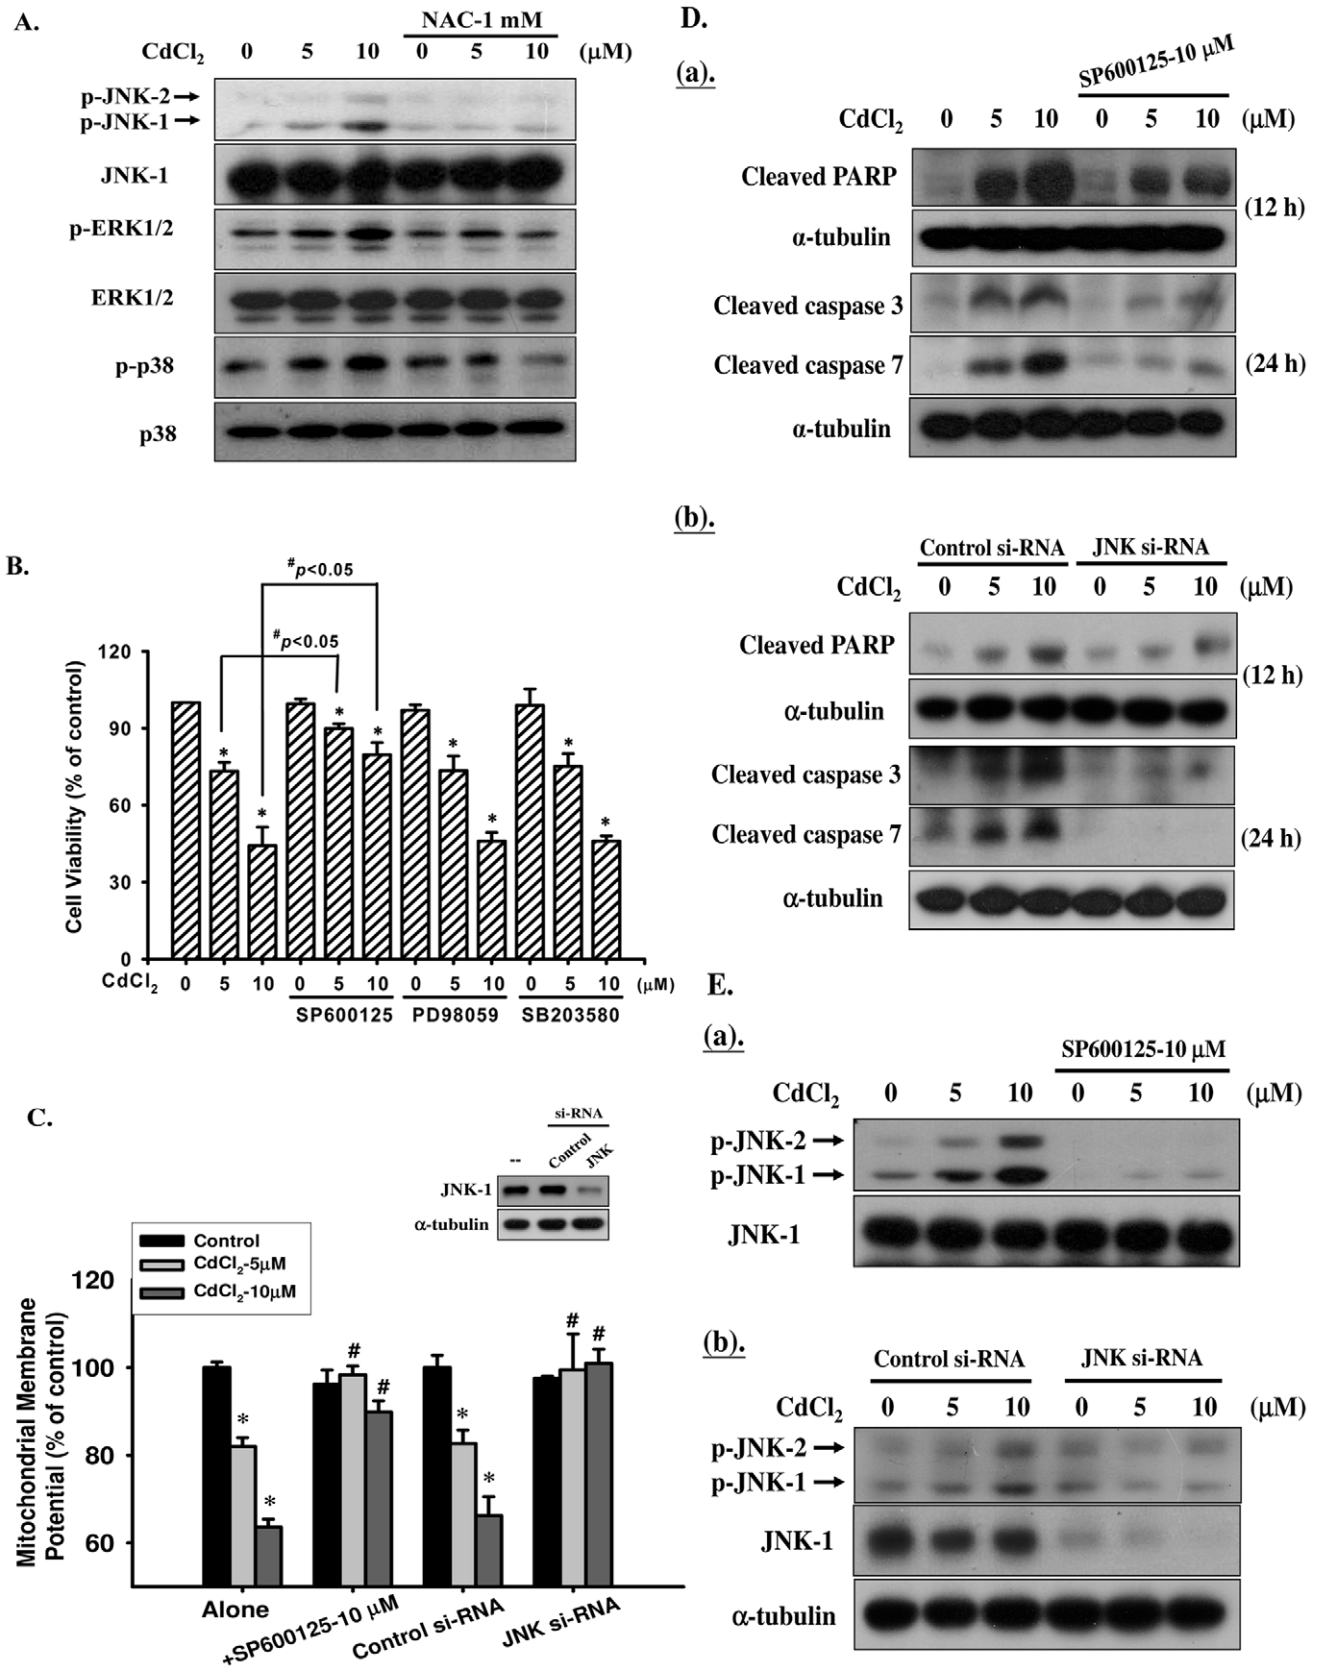 A.
NAC-1 mM
CdCl2 0 5 10 0 5 10 (μM)
p-JNK-2
p-JNK-1
JNK-1
p-ERK1/2
ERK1/2
p-p38
p38
B.
#p<0.05
#p<0.05
Cell Viability (% of control)
120
90
60
30
0
* * * * * * * *
CdCl2 0 5 10 0 5 10 0 5 10 0 5 10 (μM)
SP600125 PD98059 SB203580
C.
si-RNA
-- Control JNK
JNK-1
α-tubulin
Control
CdCl2-5μM
CdCl2-10μM
Mitochondrial Membrane
Potential (% of control)
120
100
80
60
* * # # * * # #
Alone +SP600125-10 μM Control si-RNA JNK si-RNA
D.
(a).
SP600125-10 μM
CdCl2 0 5 10 0 5 10 (μM)
Cleaved PARP
(12 h)
α-tubulin
Cleaved caspase 3
Cleaved caspase 7 (24 h)
α-tubulin
(b).
Control si-RNA JNK si-RNA
CdCl2 0 5 10 0 5 10 (μM)
Cleaved PARP
(12 h)
α-tubulin
Cleaved caspase 3
Cleaved caspase 7 (24 h)
α-tubulin
E.
(a).
SP600125-10 μM
CdCl2 0 5 10 0 5 10 (μM)
p-JNK-2
p-JNK-1
JNK-1
(b).
Control si-RNA JNK si-RNA
CdCl2 0 5 10 0 5 10 (μM)
p-JNK-2
p-JNK-1
JNK-1
α-tubulin